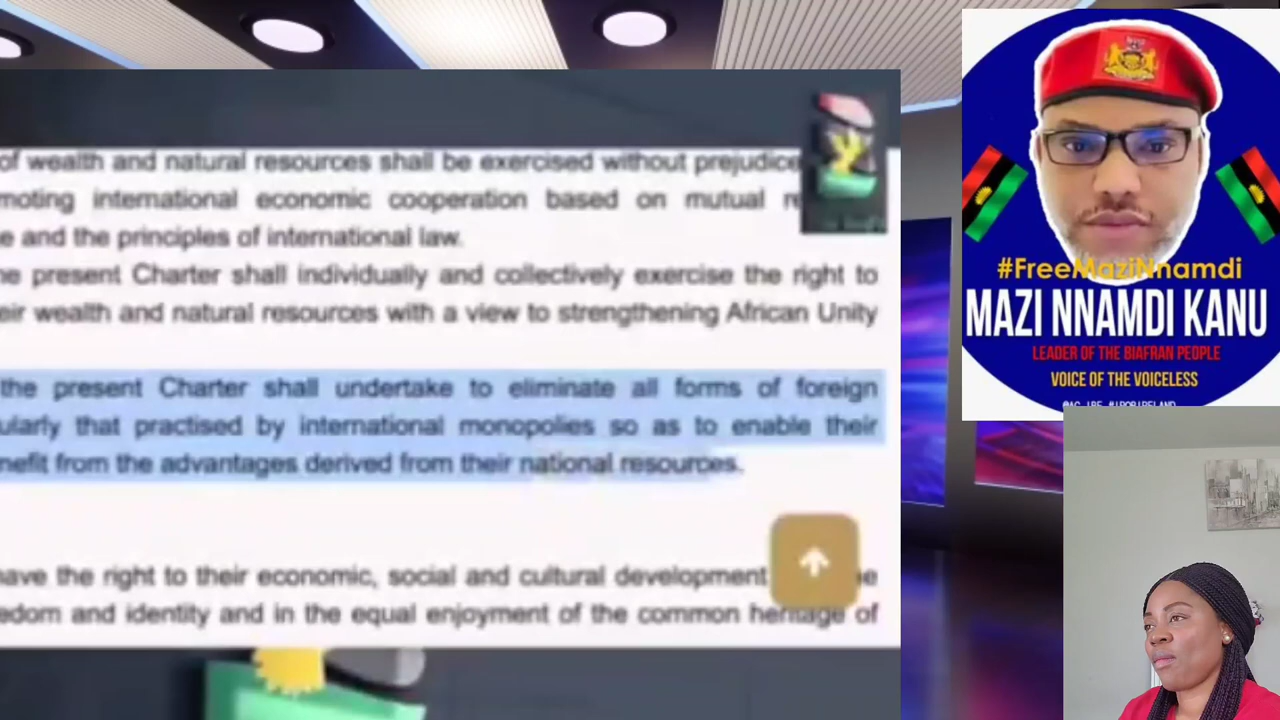 of wealth and natural resources shall be exercised without prejudice
moting international economic cooperation based on mutual re
e and the principles of international law.
ne present Charter shall individually and collectively exercise the right to
eir wealth and natural resources with a view to strengthening African Unity
the present Charter shall undertake to eliminate all forms of foreign
ularly that practised by international monopolies so as to enable their
nefit from the advantages derived from their national resources.
have the right to their economic, social and cultural development
edom and identity and in the equal enjoyment of the common heritage of
#FreeMaziNnamdi
MAZI NNAMDI KANU
LEADER OF THE BIAFRAN PEOPLE
VOICE OF THE VOICELESS